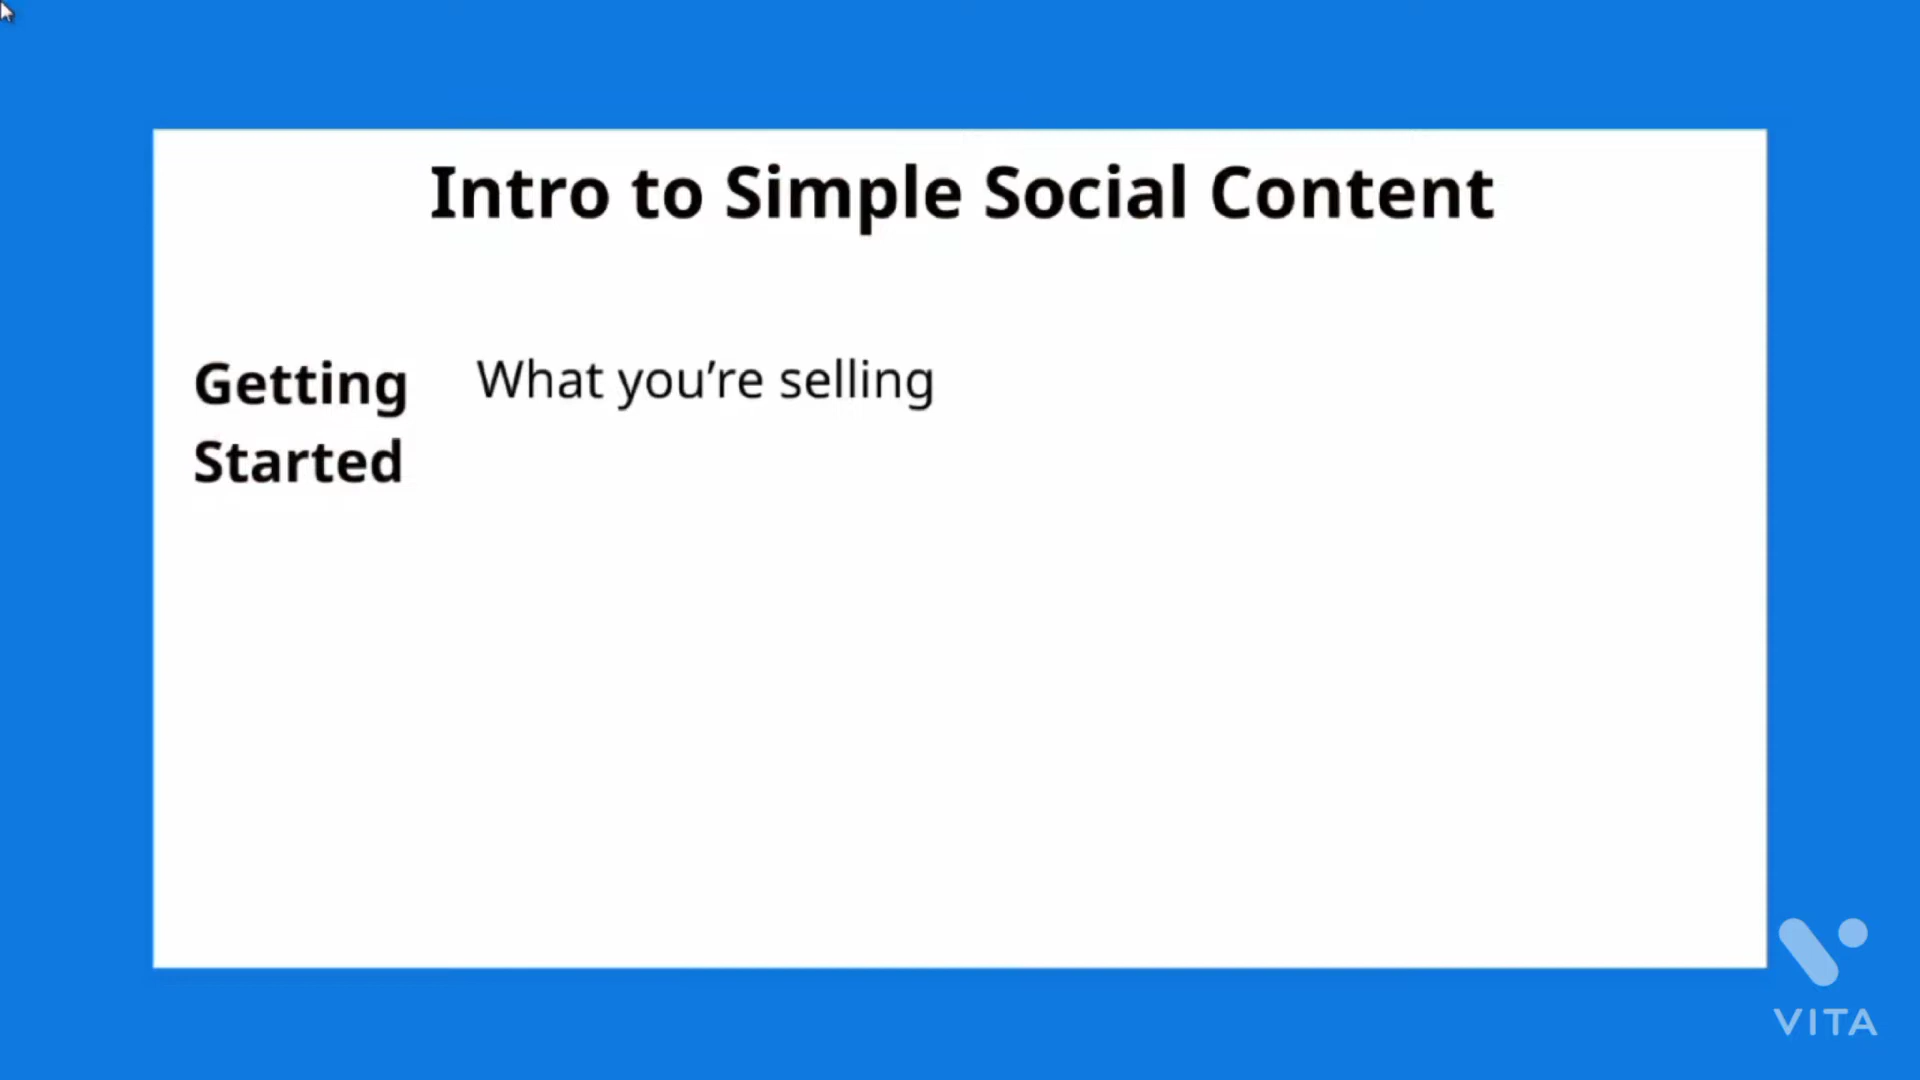 Intro to Simple Social Content
Getting What you’re selling
Started
VITA